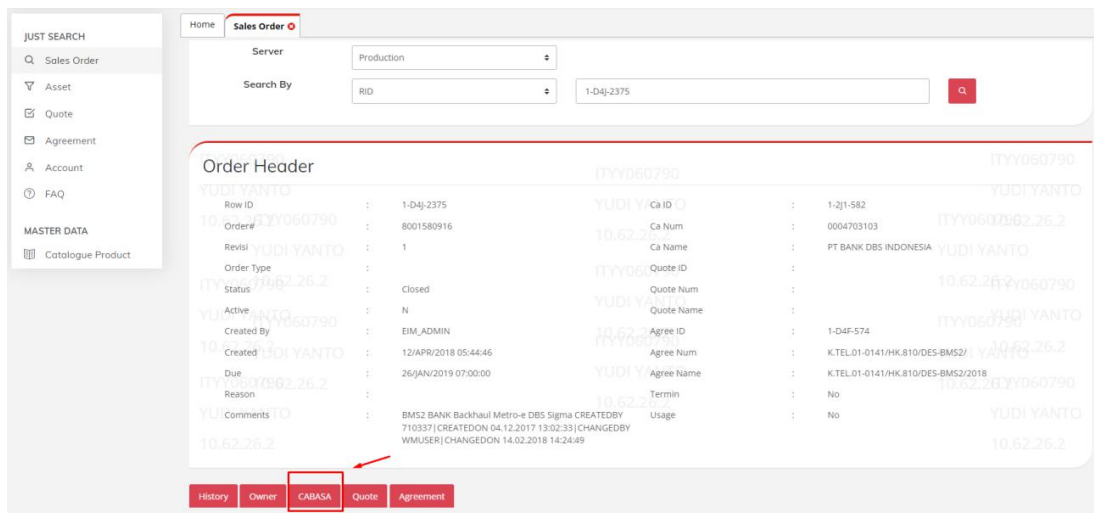 Home
Sales Order
JUST SEARCH
Sales Order
Asset
Quote
Agreement
Account
FAQ
MASTER DATA
Catalogue Product
Server
Production
Search By
RID
1-D4J-2375
Order Header
Row ID : 1-D4J-2375
Order# : 8001580916
Revisi : 1
Order Type :
Status : Closed
Active : N
Created By : EIM_ADMIN
Created : 12/APR/2018 05:44:46
Due : 26/JAN/2019 07:00:00
Reason :
Comments : BMS2 BANK Backhaul Metro-e DBS Sigma CREATEDBY
710337|CREATEDON 04.12.2017 13:02:33|CHANGEDBY
WMUSER|CHANGEDON 14.02.2018 14:24:49
Ca ID : 1-2J1-582
Ca Num : 0004703103
Ca Name : PT BANK DBS INDONESIA
Quote ID :
Quote Num :
Quote Name :
Agree ID : 1-D4F-574
Agree Num : K.TEL.01-0141/HK.810/DES-BMS2/
Agree Name : K.TEL.01-0141/HK.810/DES-BMS2/2018
Termin : No
Usage : No
ITYY060790
YUDI YANTO
10.62.26.2
History
Owner
CABASA
Quote
Agreement